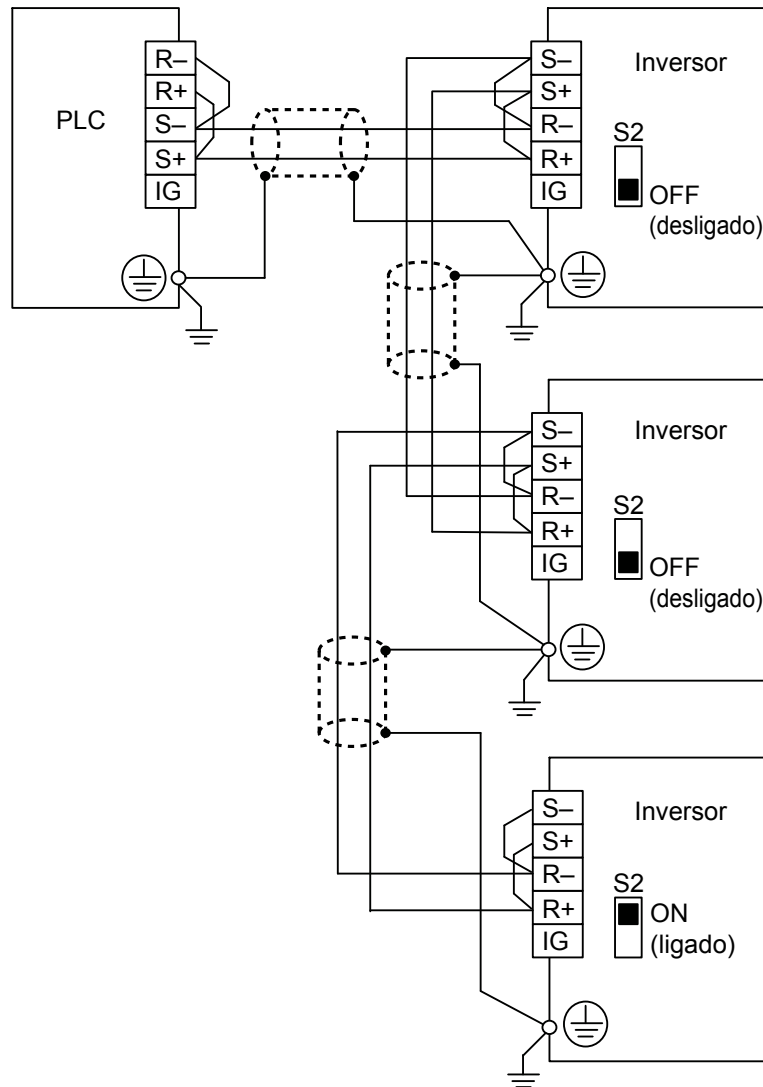 PLC
R–
R+
S–
S+
IG
S–
S+
R–
R+
IG
Inversor
S2
OFF
(desligado)
S–
S+
R–
R+
IG
Inversor
S2
OFF
(desligado)
S–
S+
R–
R+
IG
Inversor
S2
ON
(ligado)